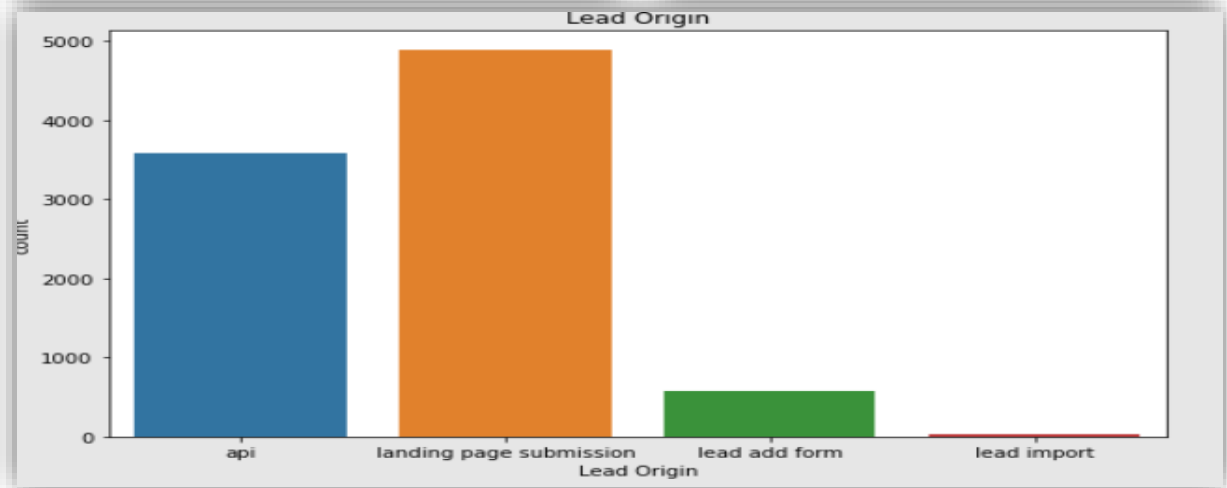 Lead Origin
5000
4000
3000
2000
1000
0
count
api landing page submission lead add form lead import
Lead Origin